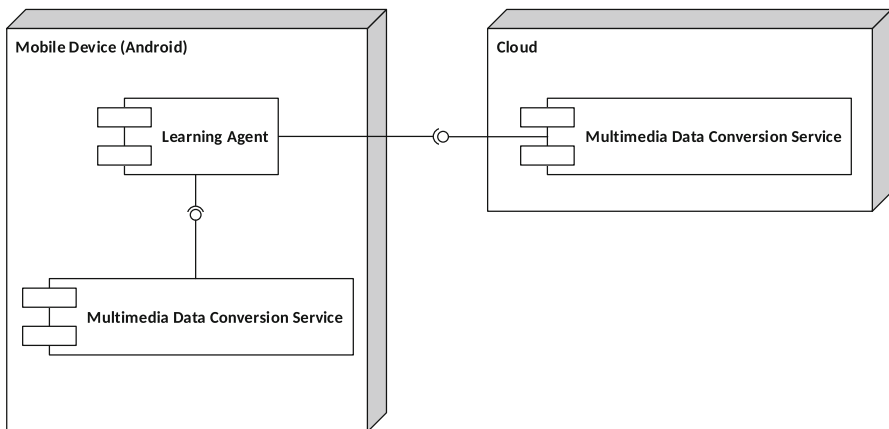 Mobile Device (Android)
Cloud
Learning Agent
Multimedia Data Conversion Service
Multimedia Data Conversion Service